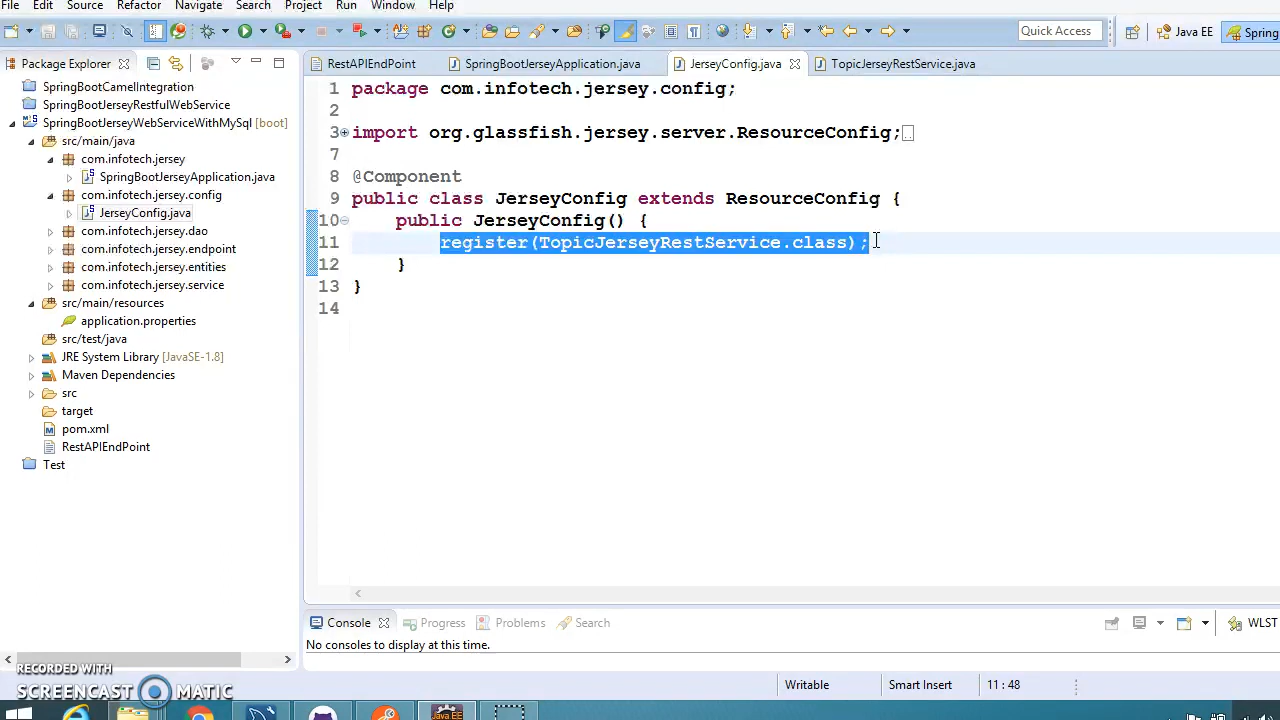 File Edit Source Refactor Navigate Search Project Run Window Help
Quick Access
Java EE
Spring
Package Explorer
RestAPIEndPoint
SpringBootJerseyApplication.java
JerseyConfig.java
TopicJerseyRestService.java
SpringBootCamelIntegration
SpringBootJerseyRestfulWebService
SpringBootJerseyWebServiceWithMySql [boot]
src/main/java
com.infotech.jersey
SpringBootJerseyApplication.java
com.infotech.jersey.config
JerseyConfig.java
com.infotech.jersey.dao
com.infotech.jersey.endpoint
com.infotech.jersey.entities
com.infotech.jersey.service
src/main/resources
application.properties
src/test/java
JRE System Library [JavaSE-1.8]
Maven Dependencies
src
target
pom.xml
RestAPIEndPoint
Test
1 package com.infotech.jersey.config;
2
3 import org.glassfish.jersey.server.ResourceConfig;
7
8 @Component
9 public class JerseyConfig extends ResourceConfig {
10 public JerseyConfig() {
11 register(TopicJerseyRestService.class);
12 }
13 }
14
Console Progress Problems Search
WLST
No consoles to display at this time.
Writable Smart Insert 11 : 48
RECORDED WITH
SCREENCAST MATIC
Java EE